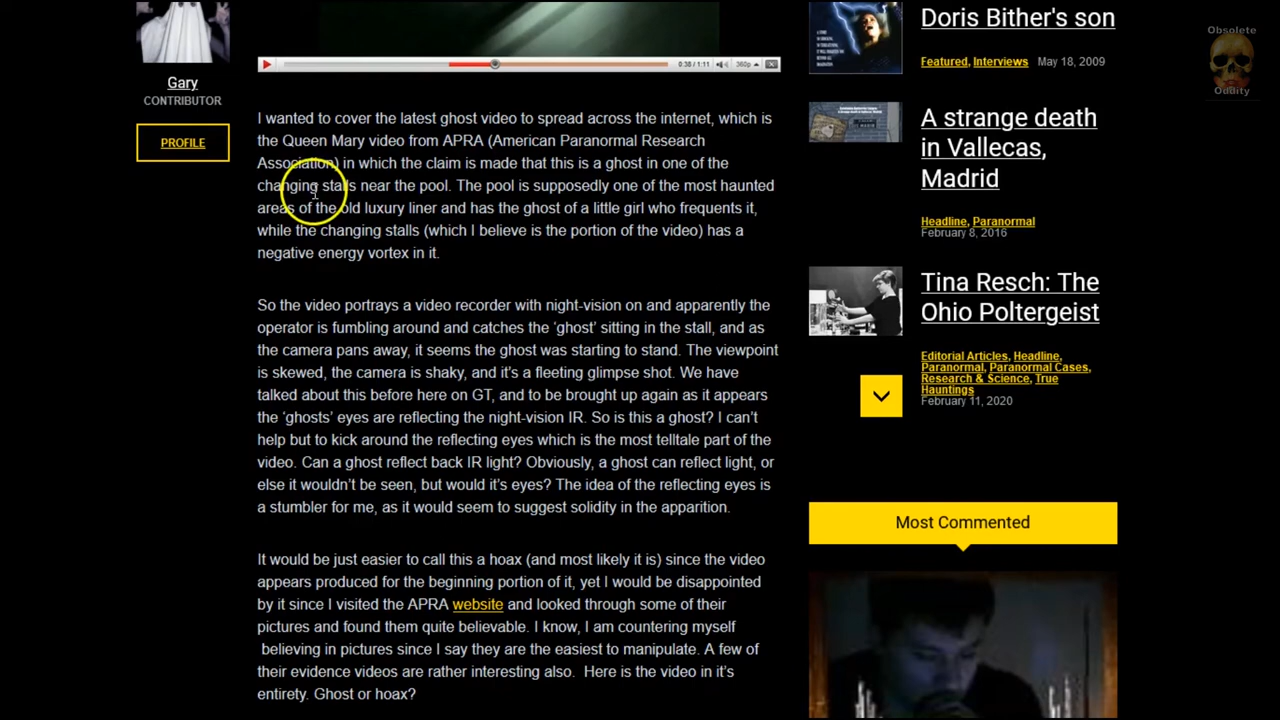 Gary
CONTRIBUTOR
PROFILE
0:38 / 1:11
360p
I wanted to cover the latest ghost video to spread across the internet, which is
the Queen Mary video from APRA (American Paranormal Research
Association) in which the claim is made that this is a ghost in one of the
changing stalls near the pool. The pool is supposedly one of the most haunted
areas of the old luxury liner and has the ghost of a little girl who frequents it,
while the changing stalls (which I believe is the portion of the video) has a
negative energy vortex in it.
So the video portrays a video recorder with night-vision on and apparently the
operator is fumbling around and catches the ‘ghost’ sitting in the stall, and as
the camera pans away, it seems the ghost was starting to stand. The viewpoint
is skewed, the camera is shaky, and it's a fleeting glimpse shot. We have
talked about this before here on GT, and to be brought up again as it appears
the ‘ghosts’ eyes are reflecting the night-vision IR. So is this a ghost? I can’t
help but to kick around the reflecting eyes which is the most telltale part of the
video. Can a ghost reflect back IR light? Obviously, a ghost can reflect light, or
else it wouldn’t be seen, but would it’s eyes? The idea of the reflecting eyes is
a stumbler for me, as it would seem to suggest solidity in the apparition.
It would be just easier to call this a hoax (and most likely it is) since the video
appears produced for the beginning portion of it, yet I would be disappointed
by it since I visited the APRA website and looked through some of their
pictures and found them quite believable. I know, I am countering myself
believing in pictures since I say they are the easiest to manipulate. A few of
their evidence videos are rather interesting also. Here is the video in it’s
entirety. Ghost or hoax?
Doris Bither's son
Featured, Interviews May 18, 2009
A strange death
in Vallecas,
Madrid
Headline, Paranormal
February 8, 2016
Tina Resch: The
Ohio Poltergeist
Editorial Articles, Headline,
Paranormal, Paranormal Cases,
Research & Science, True
Hauntings
February 11, 2020
Most Commented
Obsolete
Oddity